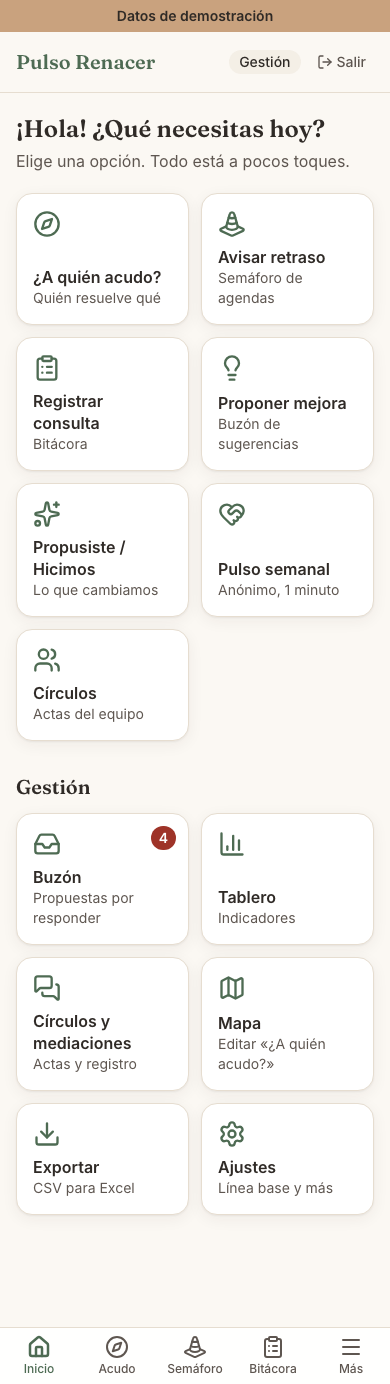 Datos de demostración
Pulso Renacer
Gestión
Salir
¡Hola! ¿Qué necesitas hoy?
Elige una opción. Todo está a pocos toques.
¿A quién acudo?
Quién resuelve qué
Avisar retraso
Semáforo de
agendas
Registrar
consulta
Bitácora
Proponer mejora
Buzón de
sugerencias
Propusiste /
Hicimos
Lo que cambiamos
Pulso semanal
Anónimo, 1 minuto
Círculos
Actas del equipo
Gestión
4
Buzón
Propuestas por
responder
Tablero
Indicadores
Círculos y
mediaciones
Actas y registro
Mapa
Editar «¿A quién
acudo?»
Exportar
CSV para Excel
Ajustes
Línea base y más
Inicio
Acudo
Semáforo
Bitácora
Más